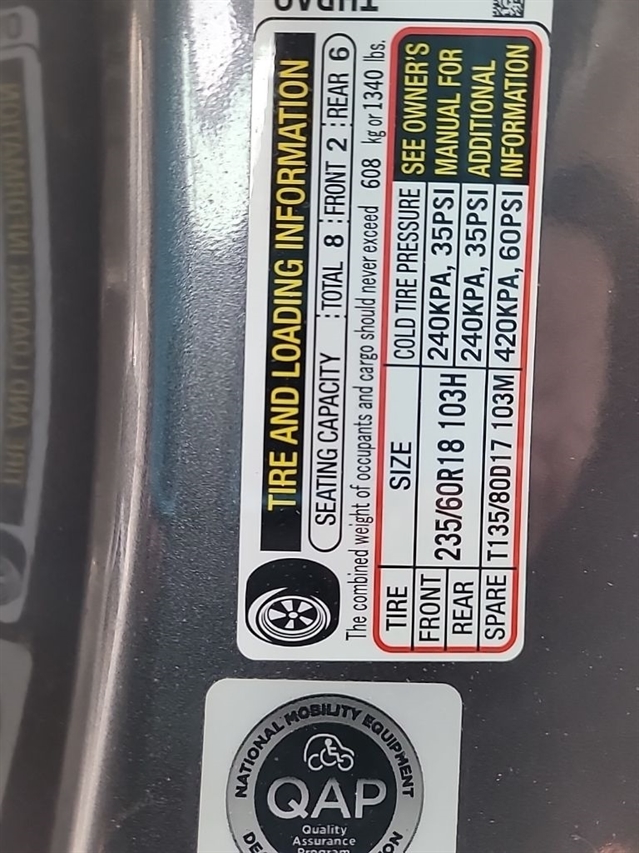 THRA0
TIRE AND LOADING INFORMATION
SEATING CAPACITY TOTAL 8 FRONT 2 REAR 6
The combined weight of occupants and cargo should never exceed 608 kg or 1340 lbs.
TIRE SIZE COLD TIRE PRESSURE SEE OWNER'S
FRONT 235/60R18 103H 240KPA, 35PSI MANUAL FOR
REAR 240KPA, 35PSI ADDITIONAL
SPARE T135/80D17 103M 420KPA, 60PSI INFORMATION
NATIONAL MOBILITY EQUIPMENT
QAP
Quality
Assurance
Program